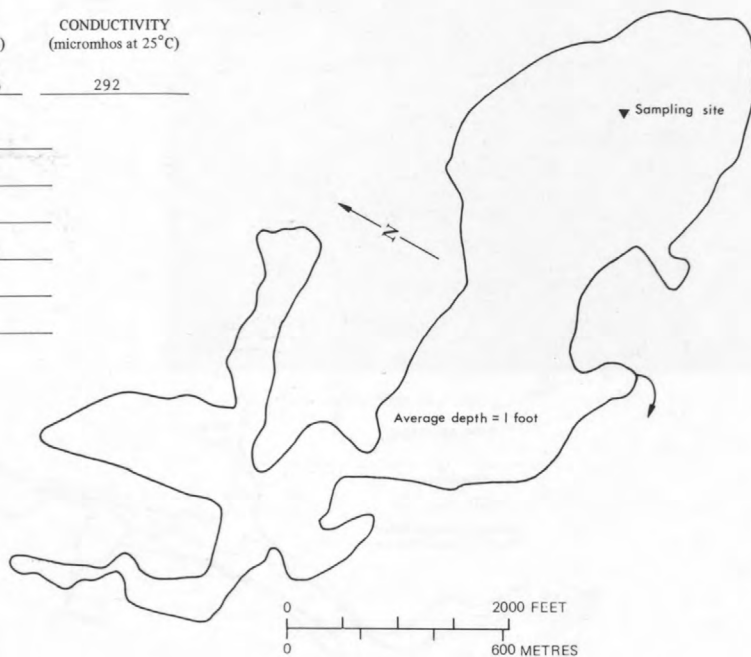 CONDUCTIVITY
(micromhos at 25°C)
292
Sampling site
N
Average depth = 1 foot
0 2000 FEET
0 600 METRES